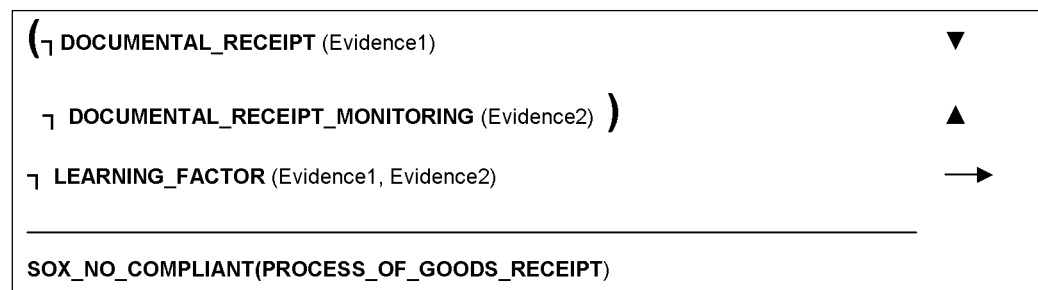 (┐ DOCUMENTAL_RECEIPT (Evidence1) ▼
┐ DOCUMENTAL_RECEIPT_MONITORING (Evidence2) ) ▲
┐ LEARNING_FACTOR (Evidence1, Evidence2) →
SOX_NO_COMPLIANT(PROCESS_OF_GOODS_RECEIPT)